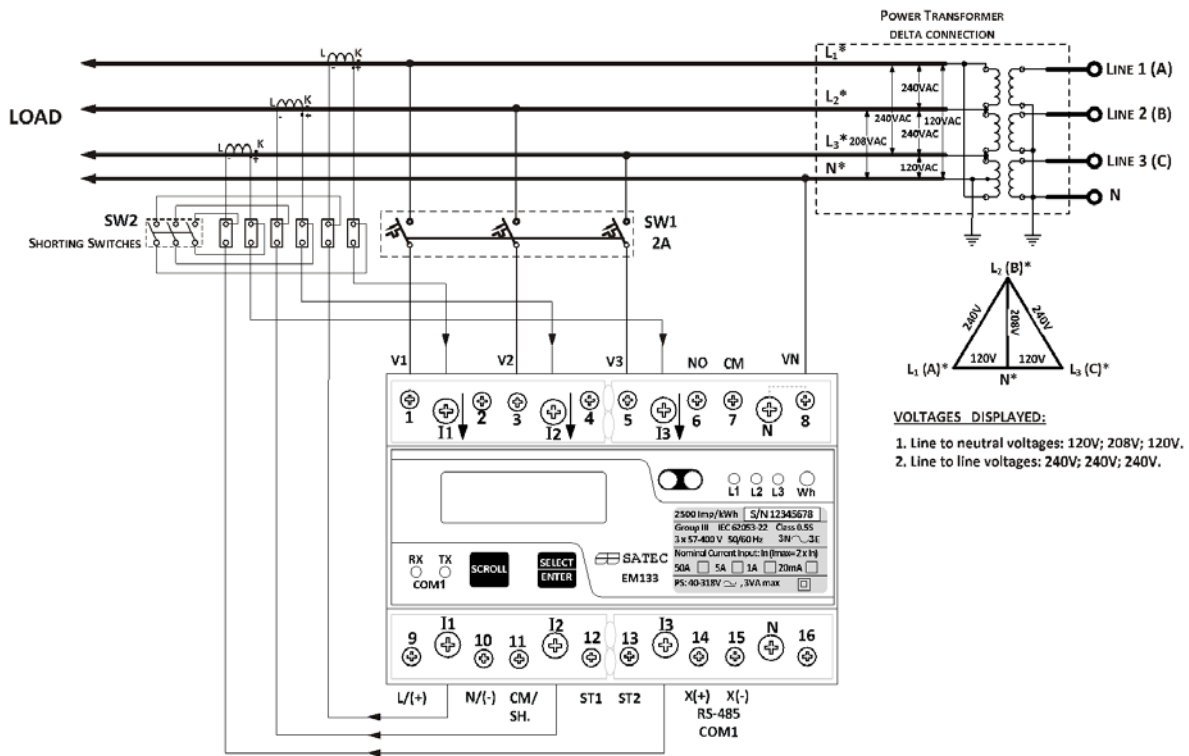 POWER TRANSFORMER
DELTA CONNECTION
L K
- +
L1*
LINE 1 (A)
240VAC
L K
- +
L2*
240VAC
120VAC
LINE 2 (B)
LOAD
L K
- +
L3*
208VAC
240VAC
LINE 3 (C)
N*
120VAC
N
SW2
SHORTING SWITCHES
SW1
2A
L2 (B)*
240V
208V
240V
120V
120V
L1 (A)*
N*
L3 (C)*
V1
V2
V3
NO
CM
VN
1
I1
2
3
I2
4
5
I3
6
7
N
8
VOLTAGES DISPLAYED:
1. Line to neutral voltages: 120V; 208V; 120V.
2. Line to line voltages: 240V; 240V; 240V.
L1 L2 L3 Wh
2500 Imp/kWh S/N 12345678
Group III IEC 62053-22 Class 0.5S
3 x 57-400 V 50/60 Hz 3N 3E
Nominal Current Input: In (Imax= 2 x In)
50A 5A 1A 20mA
PS: 40-318V , 3VA max
RX TX
COM1
SCROLL
SELECT
ENTER
SATEC
EM133
9
I1
10
11
I2
12
13
I3
14
15
N
16
L/(+)
N/(-)
CM/
SH.
ST1
ST2
X(+)
X(-)
RS-485
COM1